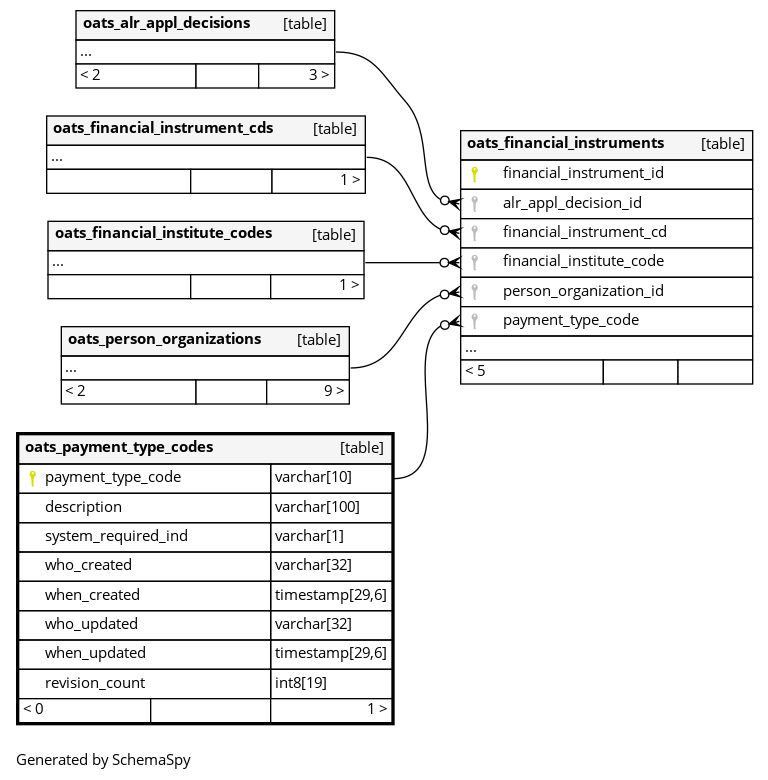 oats_alr_appl_decisions [table]
...
< 2 3 >
oats_financial_instrument_cds [table]
...
1 >
oats_financial_institute_codes [table]
...
1 >
oats_person_organizations [table]
...
< 2 9 >
oats_payment_type_codes [table]
payment_type_code varchar[10]
description varchar[100]
system_required_ind varchar[1]
who_created varchar[32]
when_created timestamp[29,6]
who_updated varchar[32]
when_updated timestamp[29,6]
revision_count int8[19]
< 0 1 >
oats_financial_instruments [table]
financial_instrument_id
alr_appl_decision_id
financial_instrument_cd
financial_institute_code
person_organization_id
payment_type_code
...
< 5
Generated by SchemaSpy